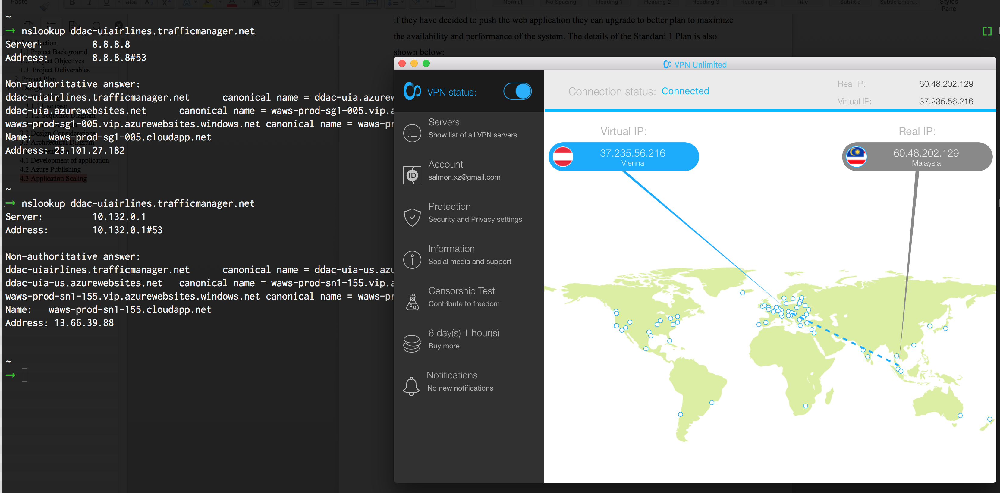 Paste
B I U abc X2 X2 A A A 字
Normal No Spacing Heading 1 Heading 2 Heading 3 Heading 4 Title Subtitle Subtle Emph... Styles
Pane
if they have decided to push the web application they can upgrade to better plan to maximize
the availability and performance of the system. The details of the Standard 1 Plan is also
shown below:
1.1 Project Background
1.2 Project Objectives
1.3 Project Deliverables
2. Project Plan
3. Design
3.1.1 Use case
3.1.2 Sequence Diagram
3.2 Design Considerations
3.3 Architectural Diagram
4.1 Development of application
4.2 Azure Publishing
4.3 Application Scaling
~
→ nslookup ddac-uiairlines.trafficmanager.net
Server: 8.8.8.8
Address: 8.8.8.8#53
Non-authoritative answer:
ddac-uiairlines.trafficmanager.net canonical name = ddac-uia.azurew
ddac-uia.azurewebsites.net canonical name = waws-prod-sg1-005.vip.a
waws-prod-sg1-005.vip.azurewebsites.windows.net canonical name = waws-pr
Name: waws-prod-sg1-005.cloudapp.net
Address: 23.101.27.182
~
→ nslookup ddac-uiairlines.trafficmanager.net
Server: 10.132.0.1
Address: 10.132.0.1#53
Non-authoritative answer:
ddac-uiairlines.trafficmanager.net canonical name = ddac-uia-us.azu
ddac-uia-us.azurewebsites.net canonical name = waws-prod-sn1-155.vip.a
waws-prod-sn1-155.vip.azurewebsites.windows.net canonical name = waws-pr
Name: waws-prod-sn1-155.cloudapp.net
Address: 13.66.39.88
~
→
VPN Unlimited
VPN status:
Servers
Show list of all VPN servers
Account
ID
salmon.xz@gmail.com
Protection
Security and Privacy settings
Information
Social media and support
Censorship Test
Contribute to freedom
6 day(s) 1 hour(s)
Buy more
Notifications
No new notifications
Connection status: Connected
Real IP: 60.48.202.129
Virtual IP: 37.235.56.216
Virtual IP:
37.235.56.216
Vienna
Real IP:
60.48.202.129
Malaysia